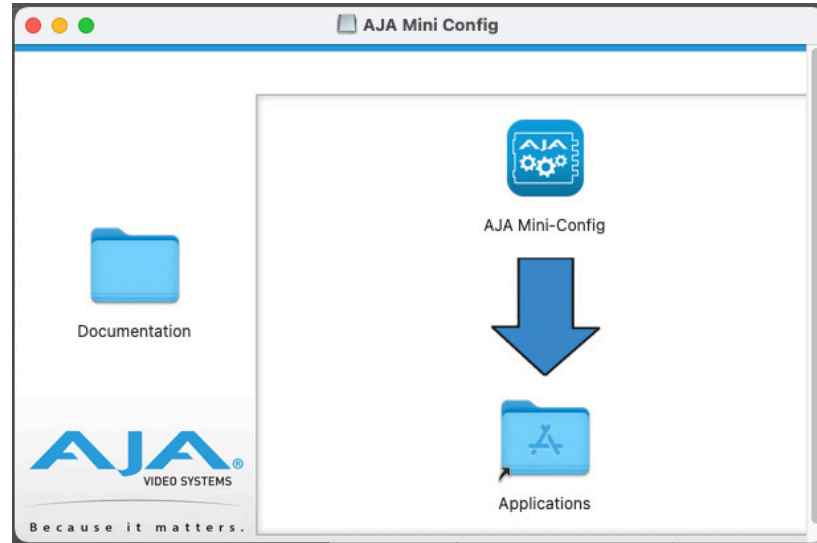 AJA Mini Config
AJA
AJA Mini-Config
Documentation
AJA®
VIDEO SYSTEMS
Because it matters.
Applications